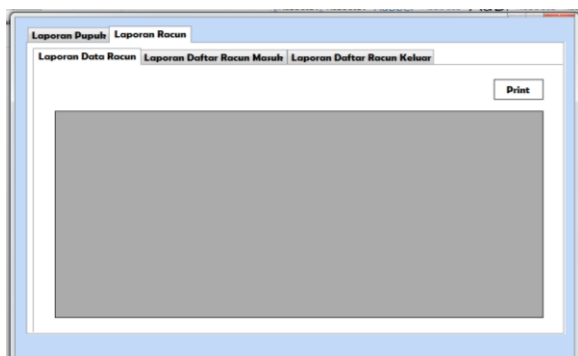 Laporan Pupuk Laporan Racun
Laporan Data Racun Laporan Daftar Racun Masuk Laporan Daftar Racun Keluar
Print